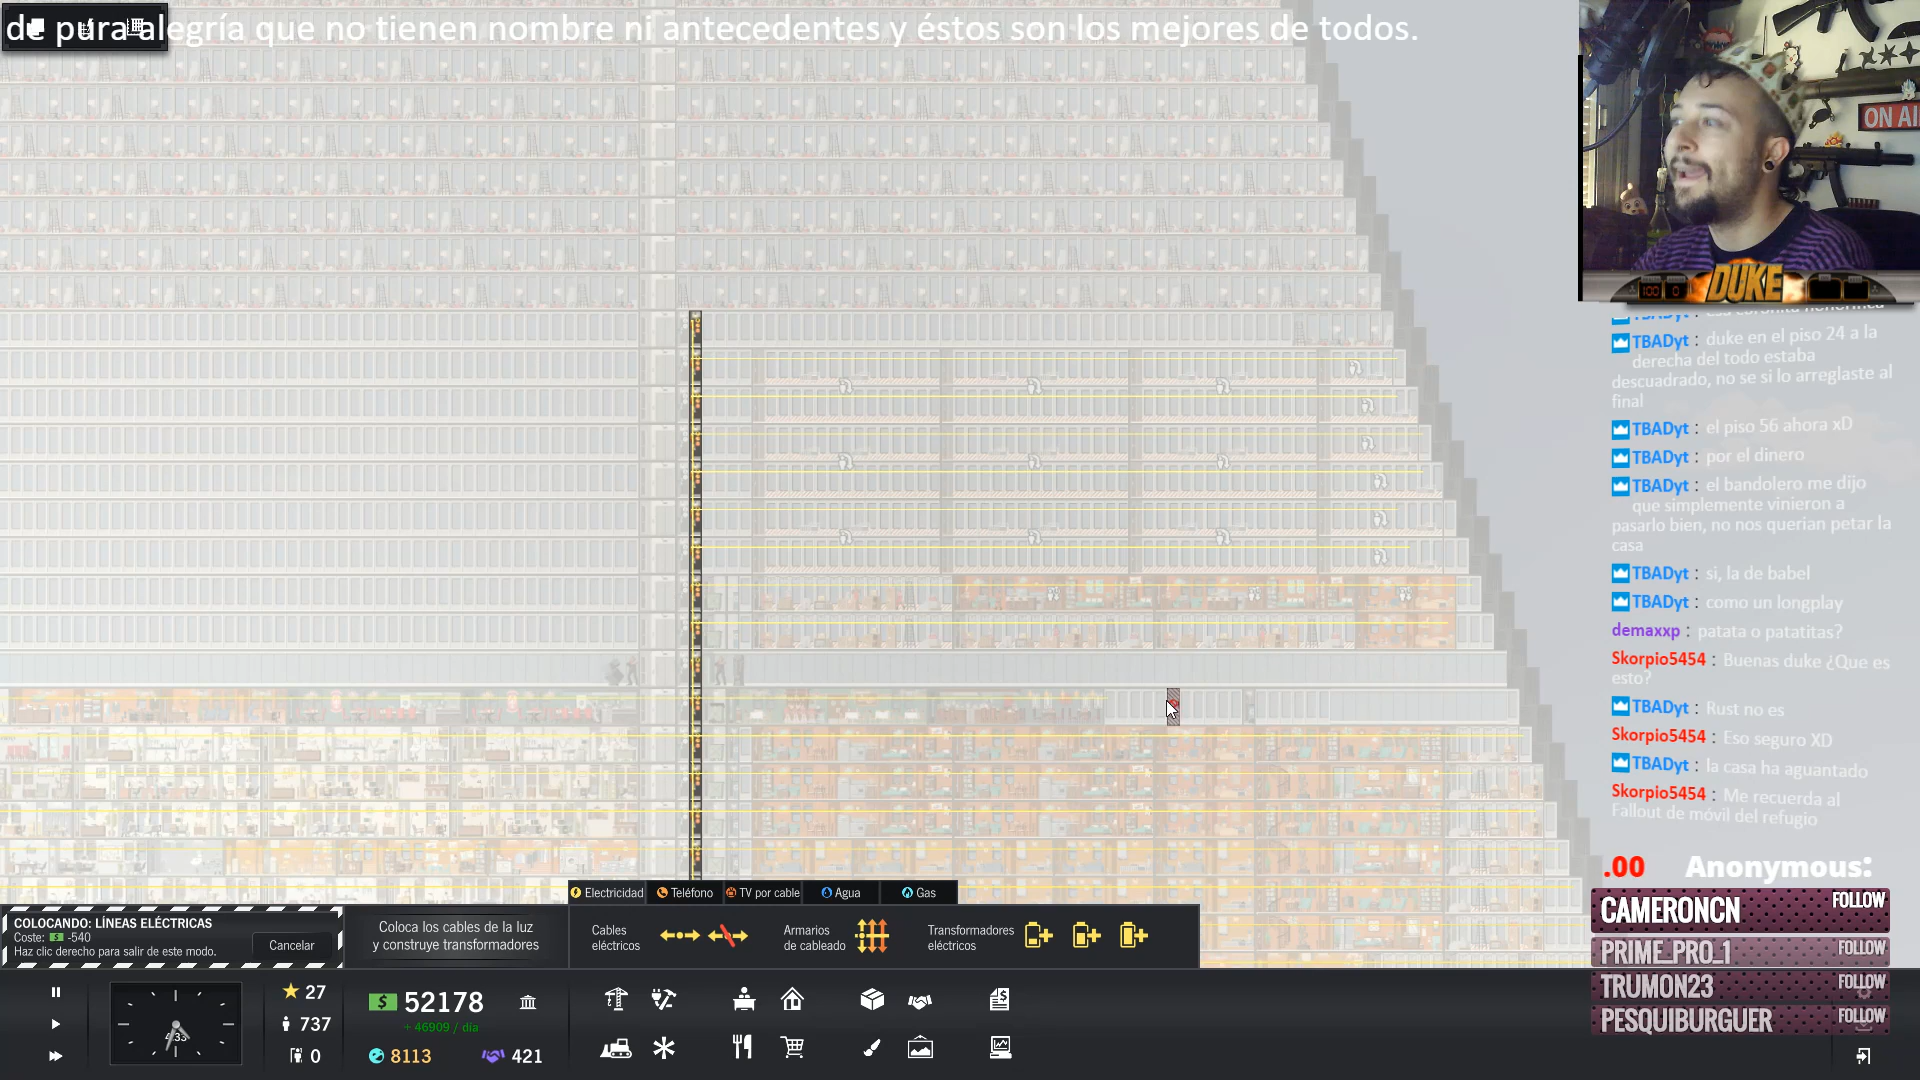 de pura alegría que no tienen nombre ni antecedentes y éstos son los mejores de todos.
ON AI
100 0
DUKE
TBADyt : esa coronita honorifica
TBADyt : duke en el piso 24 a la
derecha del todo estaba
descuadrado, no se si lo arreglaste al
final
TBADyt : el piso 56 ahora xD
TBADyt : por el dinero
TBADyt : el bandolero me dijo
que simplemente vinieron a
pasarlo bien, no nos querian petar la
casa
TBADyt : si, la de babel
TBADyt : como un longplay
demaxxp : patata o patatitas?
Skorpio5454 : Buenas duke ¿Que es
esto?
TBADyt : Rust no es
Skorpio5454 : Eso seguro XD
TBADyt : la casa ha aguantado
Skorpio5454 : Me recuerda al
Fallout de móvil del refugio
.00 Anonymous:
CAMERONCN FOLLOW
PRIME_PRO_1 FOLLOW
TRUMON23 FOLLOW
PESQUIBURGUER FOLLOW
Electricidad Teléfono TV por cable Agua Gas
COLOCANDO: LÍNEAS ELÉCTRICAS
Coste: $ -540
Haz clic derecho para salir de este modo.
Cancelar
Coloca los cables de la luz
y construye transformadores
Cables
eléctricos
Armarios
de cableado
Transformadores
eléctricos
27
737
0
4:33
$ 52178
+ 46909 / día
8113
421